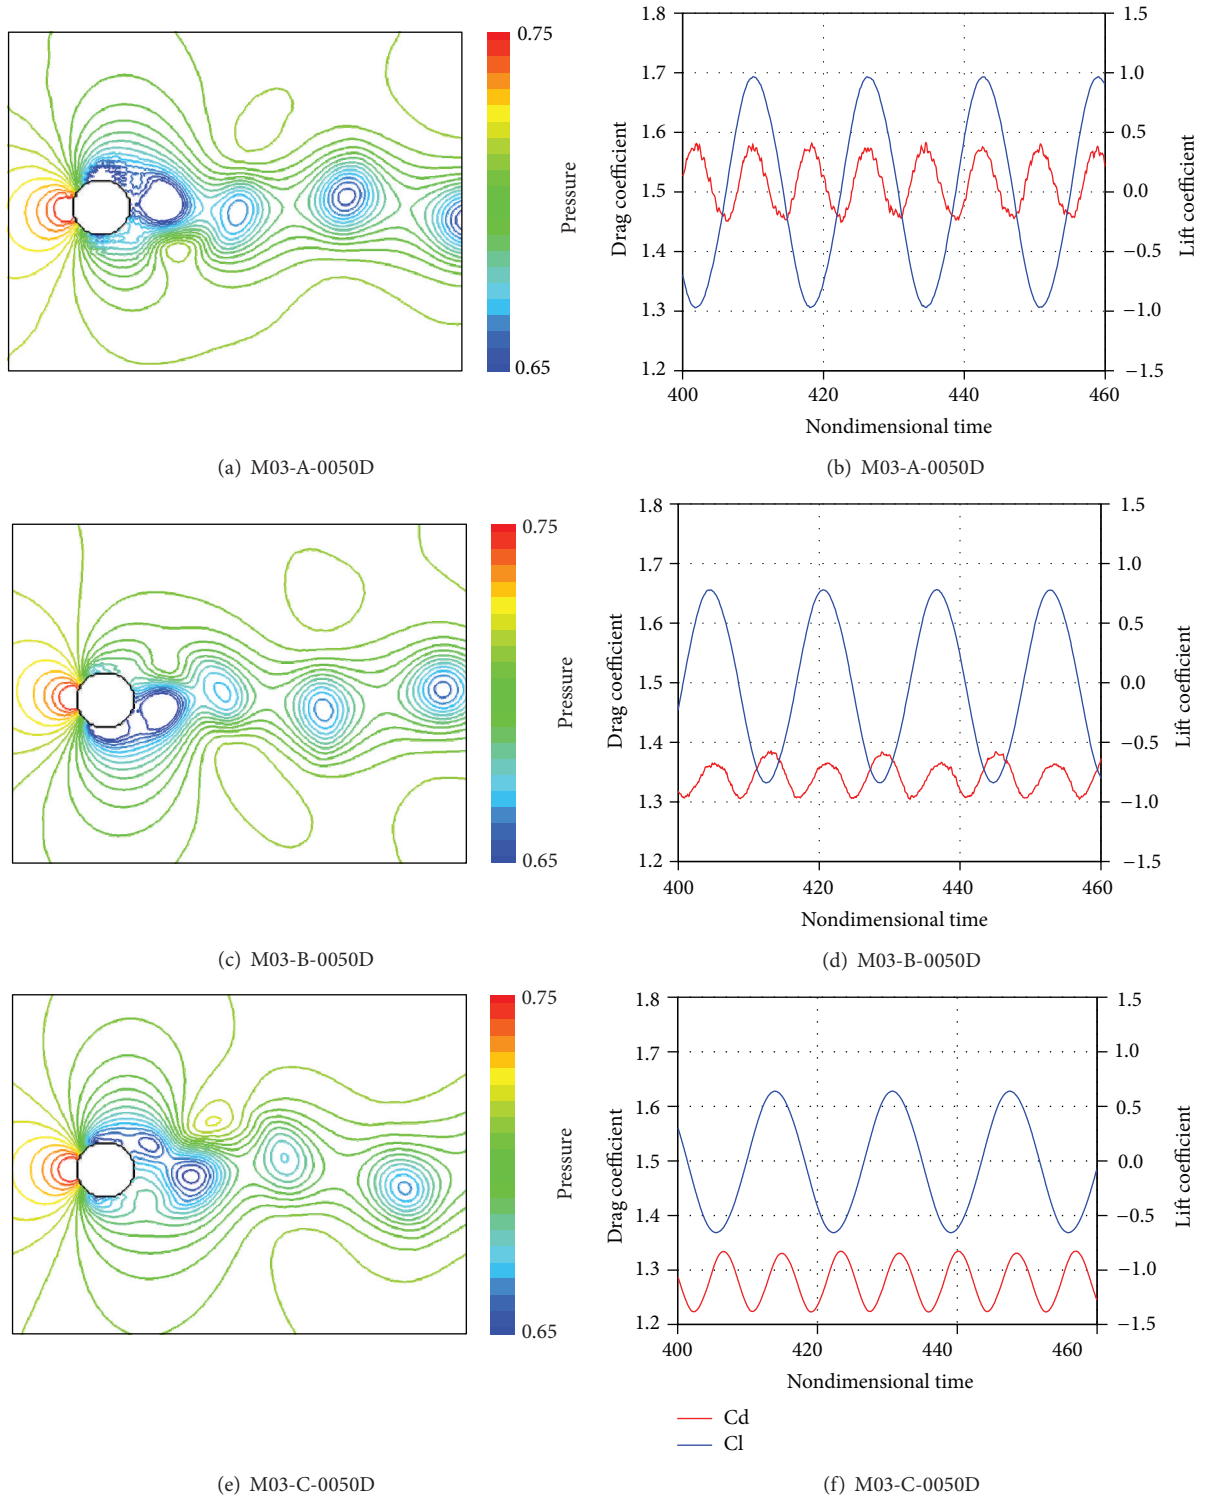 0.75
Pressure
0.65
(a) M03-A-0050D
1.8
1.7
1.6
1.5
1.4
1.3
1.2
Drag coefficient
1.5
1.0
0.5
0.0
−0.5
−1.0
−1.5
Lift coefficient
400 420 440 460
Nondimensional time
(b) M03-A-0050D
0.75
Pressure
0.65
(c) M03-B-0050D
1.8
1.7
1.6
1.5
1.4
1.3
1.2
Drag coefficient
1.5
1.0
0.5
0.0
−0.5
−1.0
−1.5
Lift coefficient
400 420 440 460
Nondimensional time
(d) M03-B-0050D
0.75
Pressure
0.65
(e) M03-C-0050D
1.8
1.7
1.6
1.5
1.4
1.3
1.2
Drag coefficient
1.5
1.0
0.5
0.0
−0.5
−1.0
−1.5
Lift coefficient
400 420 440 460
Nondimensional time
Cd
Cl
(f) M03-C-0050D